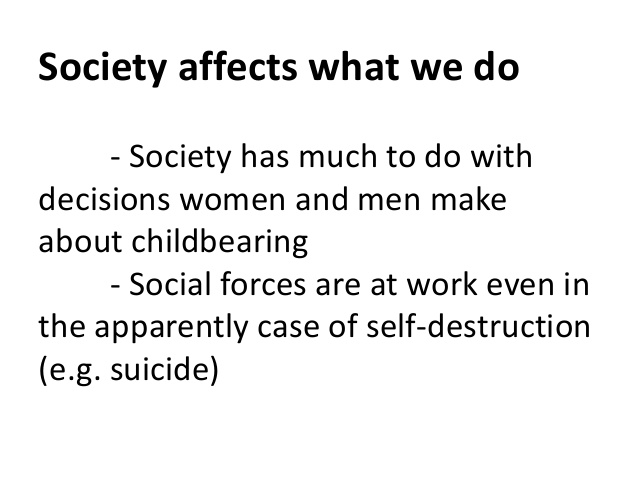 Society affects what we do
- Society has much to do with
decisions women and men make
about childbearing
- Social forces are at work even in
the apparently case of self-destruction
(e.g. suicide)